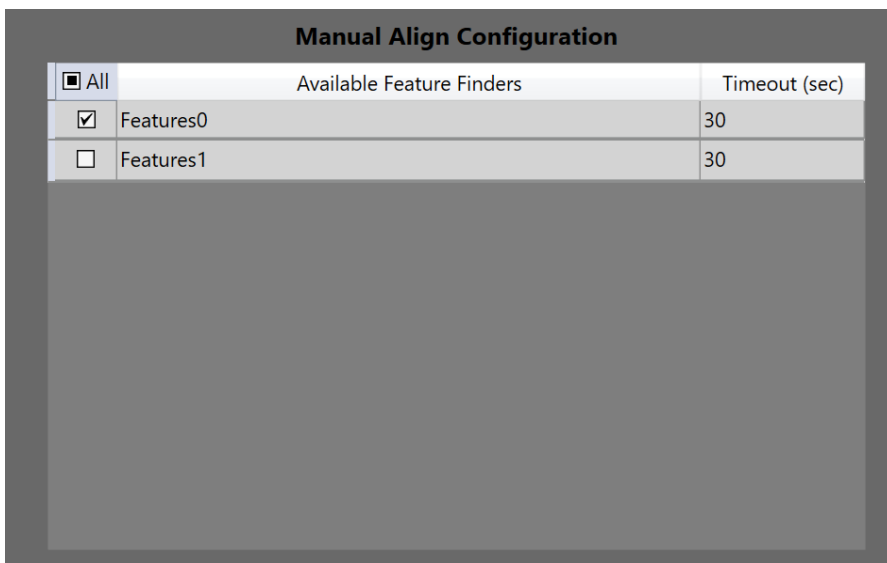 Manual Align Configuration
All Available Feature Finders Timeout (sec)
Features0 30
Features1 30